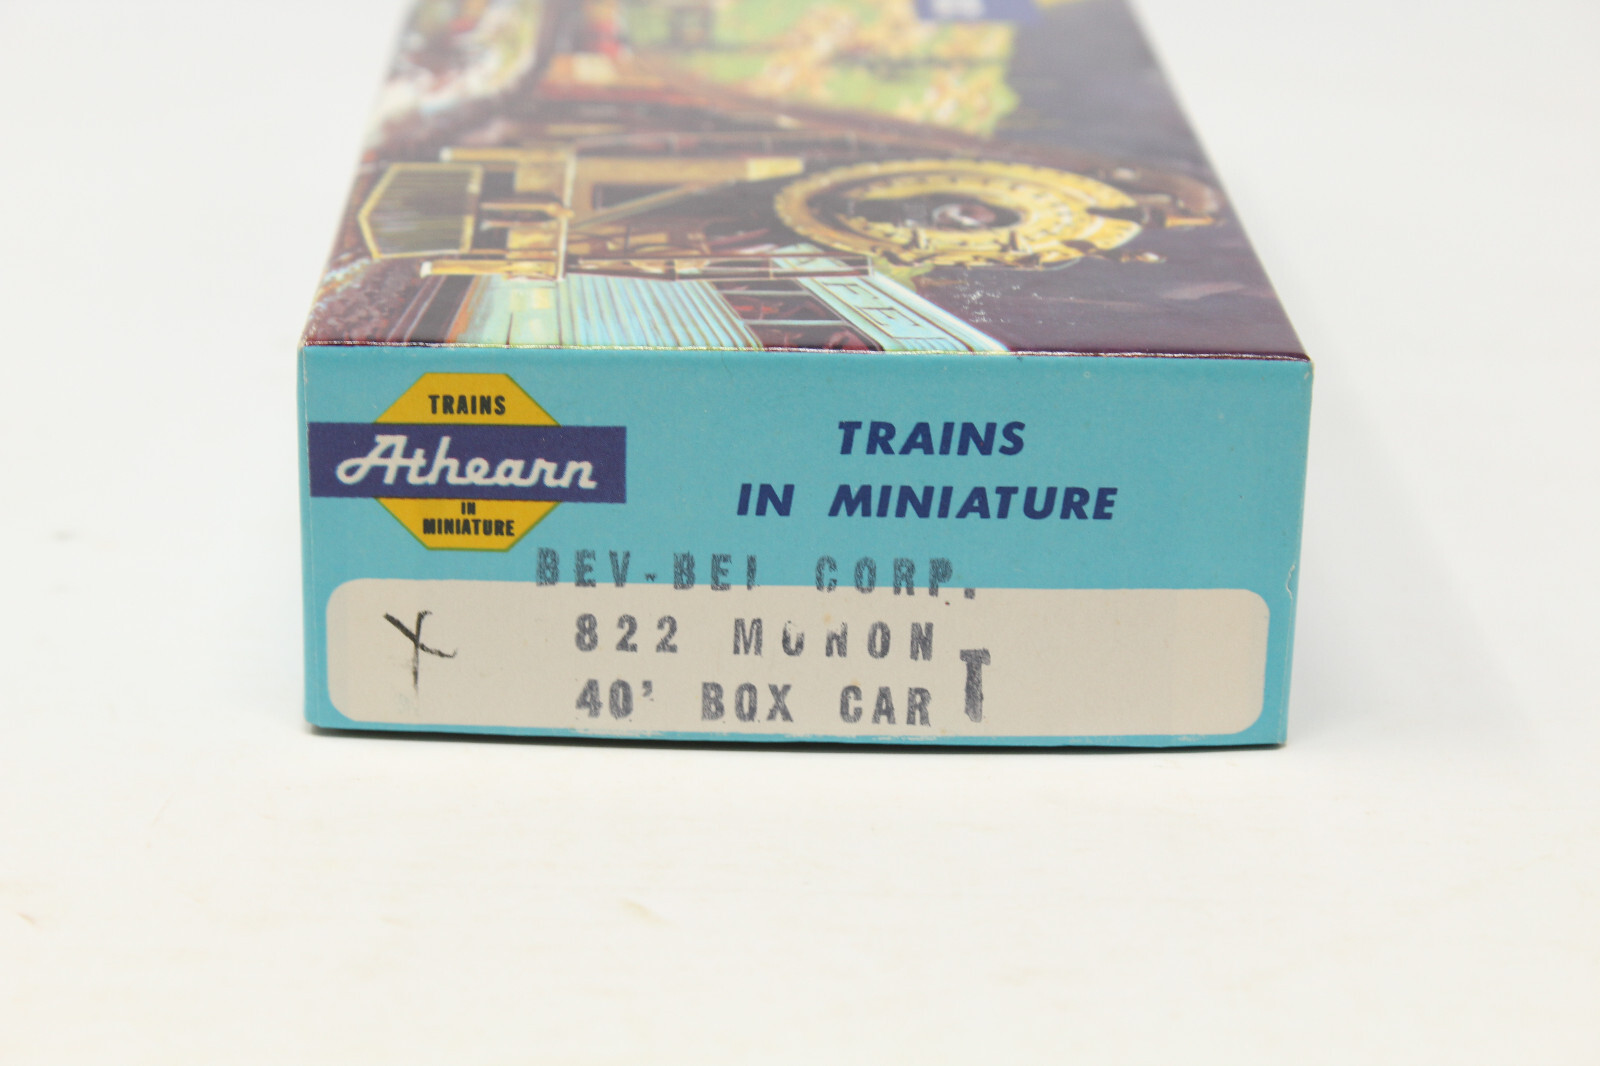 TRAINS
Athearn
IN
MINIATURE
TRAINS
IN MINIATURE
BEV-BEL CORP.
822 MONON
40' BOX CAR T
X